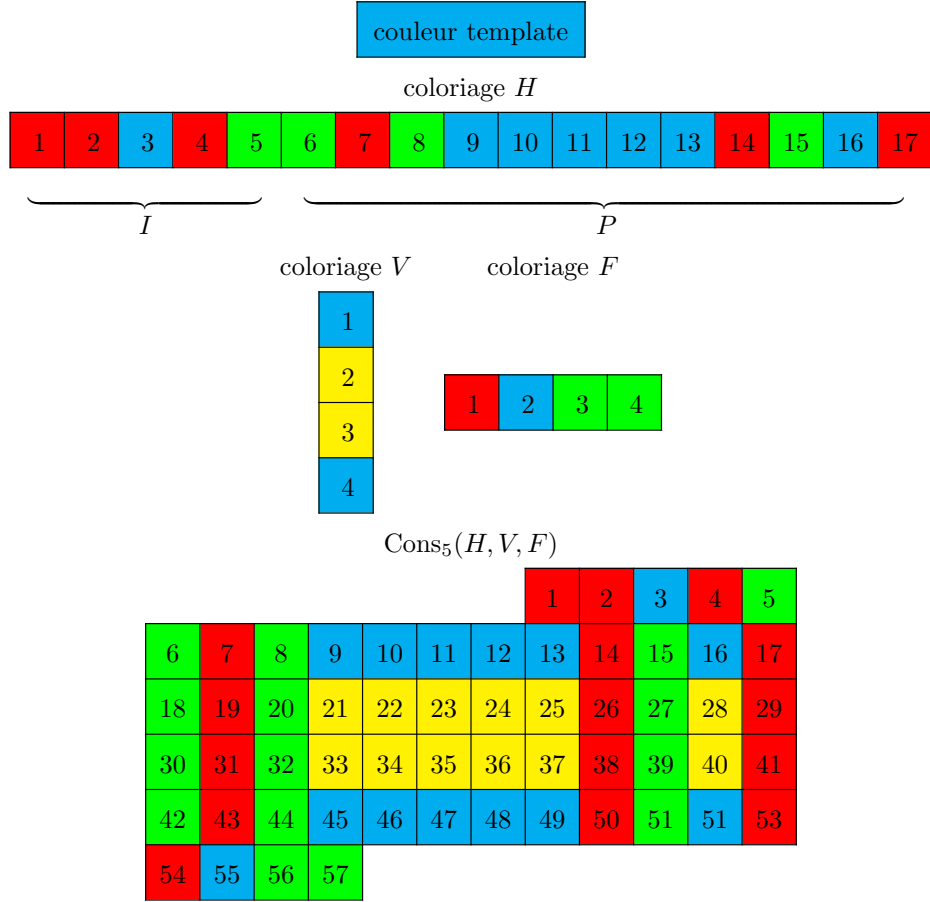 couleur template
coloriage H
1 2 3 4 5 6 7 8 9 10 11 12 13 14 15 16 17
I P
coloriage V coloriage F
1
2
3
4
1 2 3 4
Cons₅(H, V, F)
1 2 3 4 5
6 7 8 9 10 11 12 13 14 15 16 17
18 19 20 21 22 23 24 25 26 27 28 29
30 31 32 33 34 35 36 37 38 39 40 41
42 43 44 45 46 47 48 49 50 51 51 53
54 55 56 57